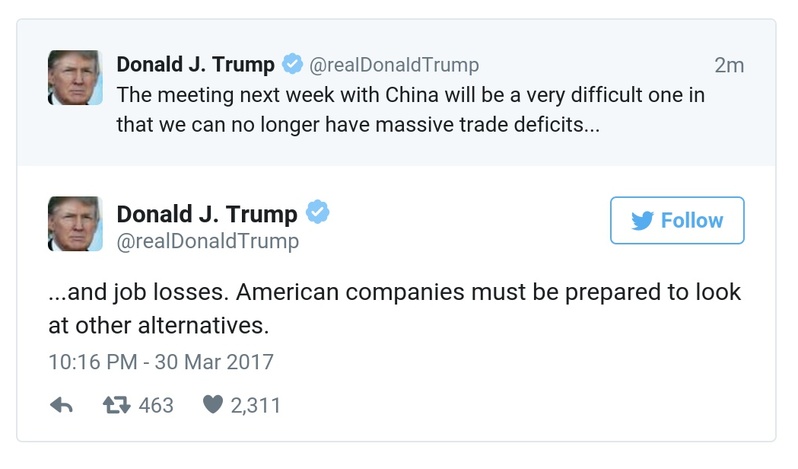 Donald J. Trump @realDonaldTrump 2m
The meeting next week with China will be a very difficult one in
that we can no longer have massive trade deficits...
Donald J. Trump
@realDonaldTrump
Follow
...and job losses. American companies must be prepared to look
at other alternatives.
10:16 PM - 30 Mar 2017
463 2,311